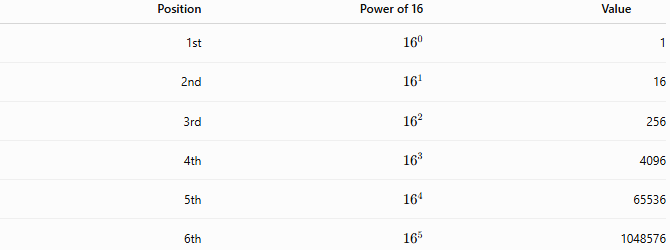 Position Power of 16 Value
1st 16⁰ 1
2nd 16¹ 16
3rd 16² 256
4th 16³ 4096
5th 16⁴ 65536
6th 16⁵ 1048576